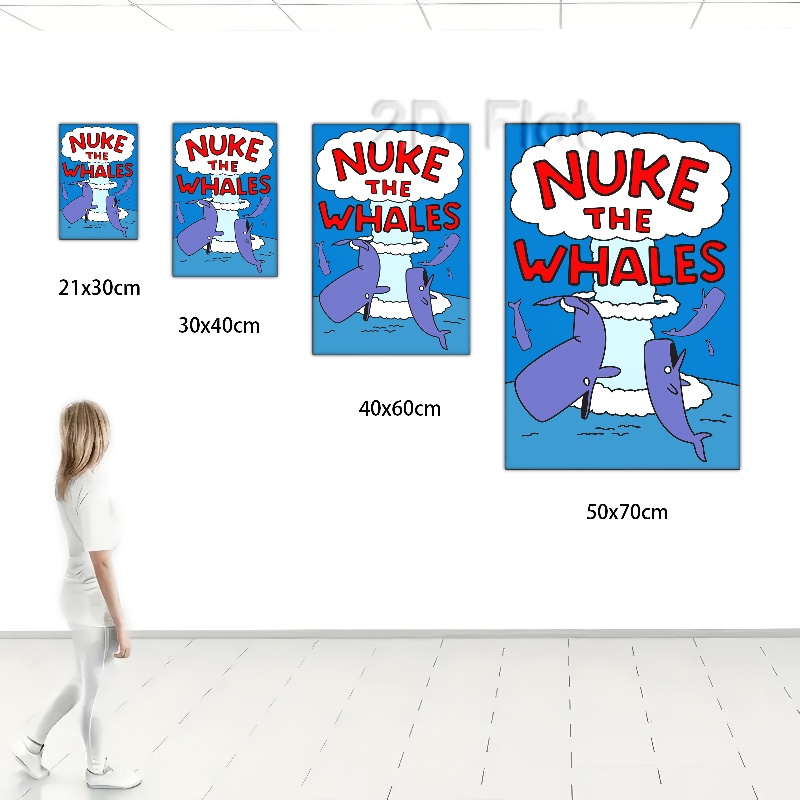 2D Flat
NUKE
THE
WHALES
21x30cm
NUKE
THE
WHALES
30x40cm
NUKE
THE
WHALES
40x60cm
NUKE
THE
WHALES
50x70cm